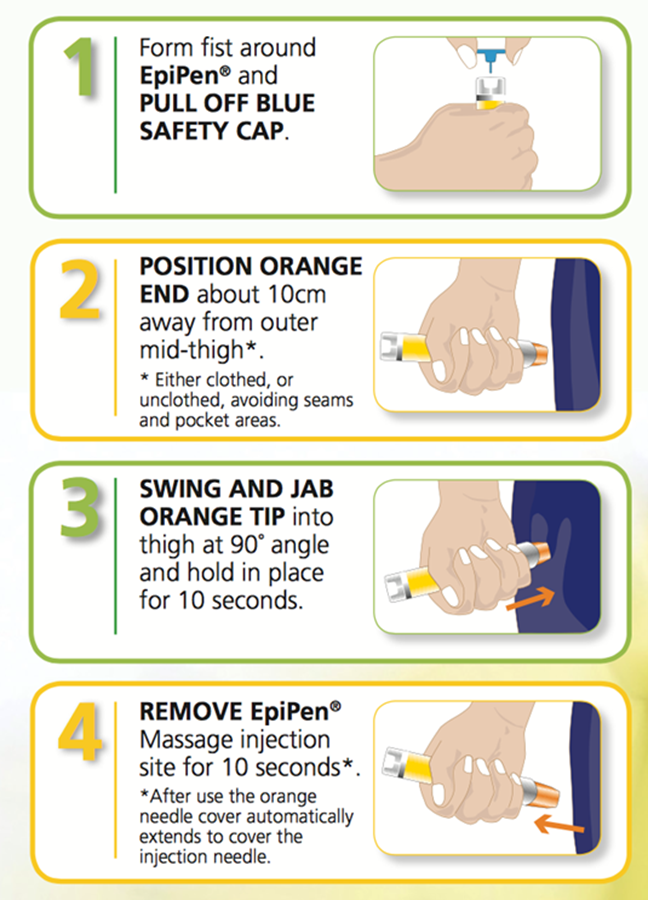 1
Form fist around
EpiPen® and
PULL OFF BLUE
SAFETY CAP.
2
POSITION ORANGE
END about 10cm
away from outer
mid-thigh*.
* Either clothed, or
unclothed, avoiding seams
and pocket areas.
3
SWING AND JAB
ORANGE TIP into
thigh at 90° angle
and hold in place
for 10 seconds.
4
REMOVE EpiPen®
Massage injection
site for 10 seconds*.
*After use the orange
needle cover automatically
extends to cover the
injection needle.